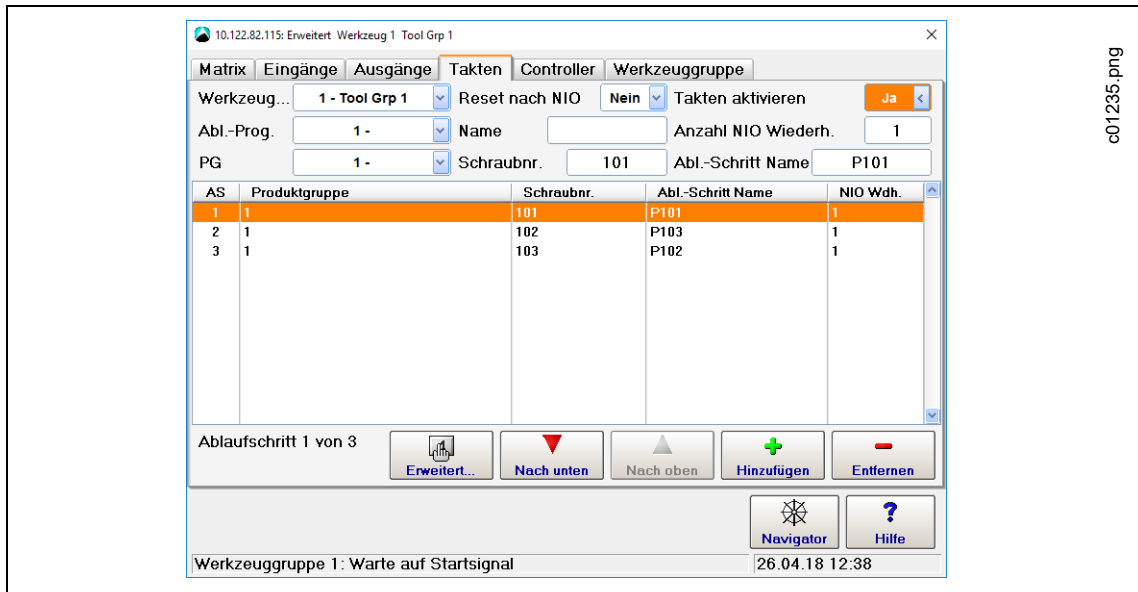 10.122.82.115: Erweitert Werkzeug 1 Tool Grp 1
Matrix Eingänge Ausgänge Takten Controller Werkzeuggruppe
Werkzeug... 1 - Tool Grp 1 Reset nach NIO Nein Takten aktivieren Ja
Abl.-Prog. 1 - Name Anzahl NIO Wiederh. 1
PG 1 - Schraubnr. 101 Abl.-Schritt Name P101
AS Produktgruppe Schraubnr. Abl.-Schritt Name NIO Wdh.
1 1 101 P101 1
2 1 102 P103 1
3 1 103 P102 1
Ablaufschritt 1 von 3
Erweitert... Nach unten Nach oben Hinzufügen Entfernen
Navigator Hilfe
Werkzeuggruppe 1: Warte auf Startsignal 26.04.18 12:38
c01235.png